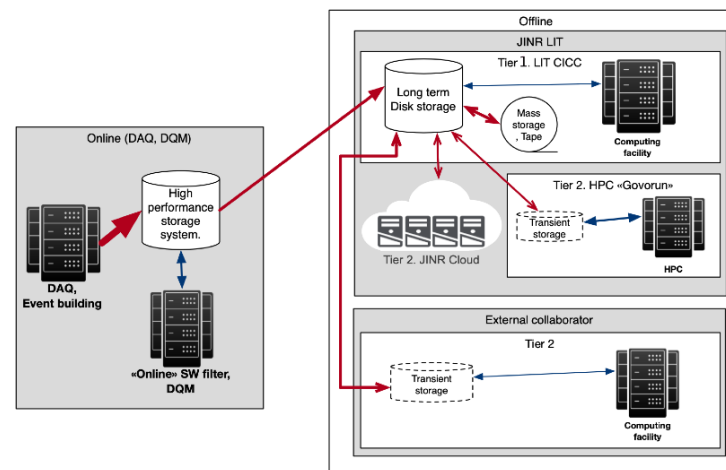 Offline
JINR LIT
Tier 1. LIT CICC
Long term
Disk storage
Mass
storage
, Tape
Computing
facility
Online (DAQ, DQM)
High
performance
storage
system.
DAQ,
Event building
«Online» SW filter,
DQM
Tier 2. JINR Cloud
Tier 2. HPC «Govorun»
Transient
storage
HPC
External collaborator
Tier 2
Transient
storage
Computing
facility